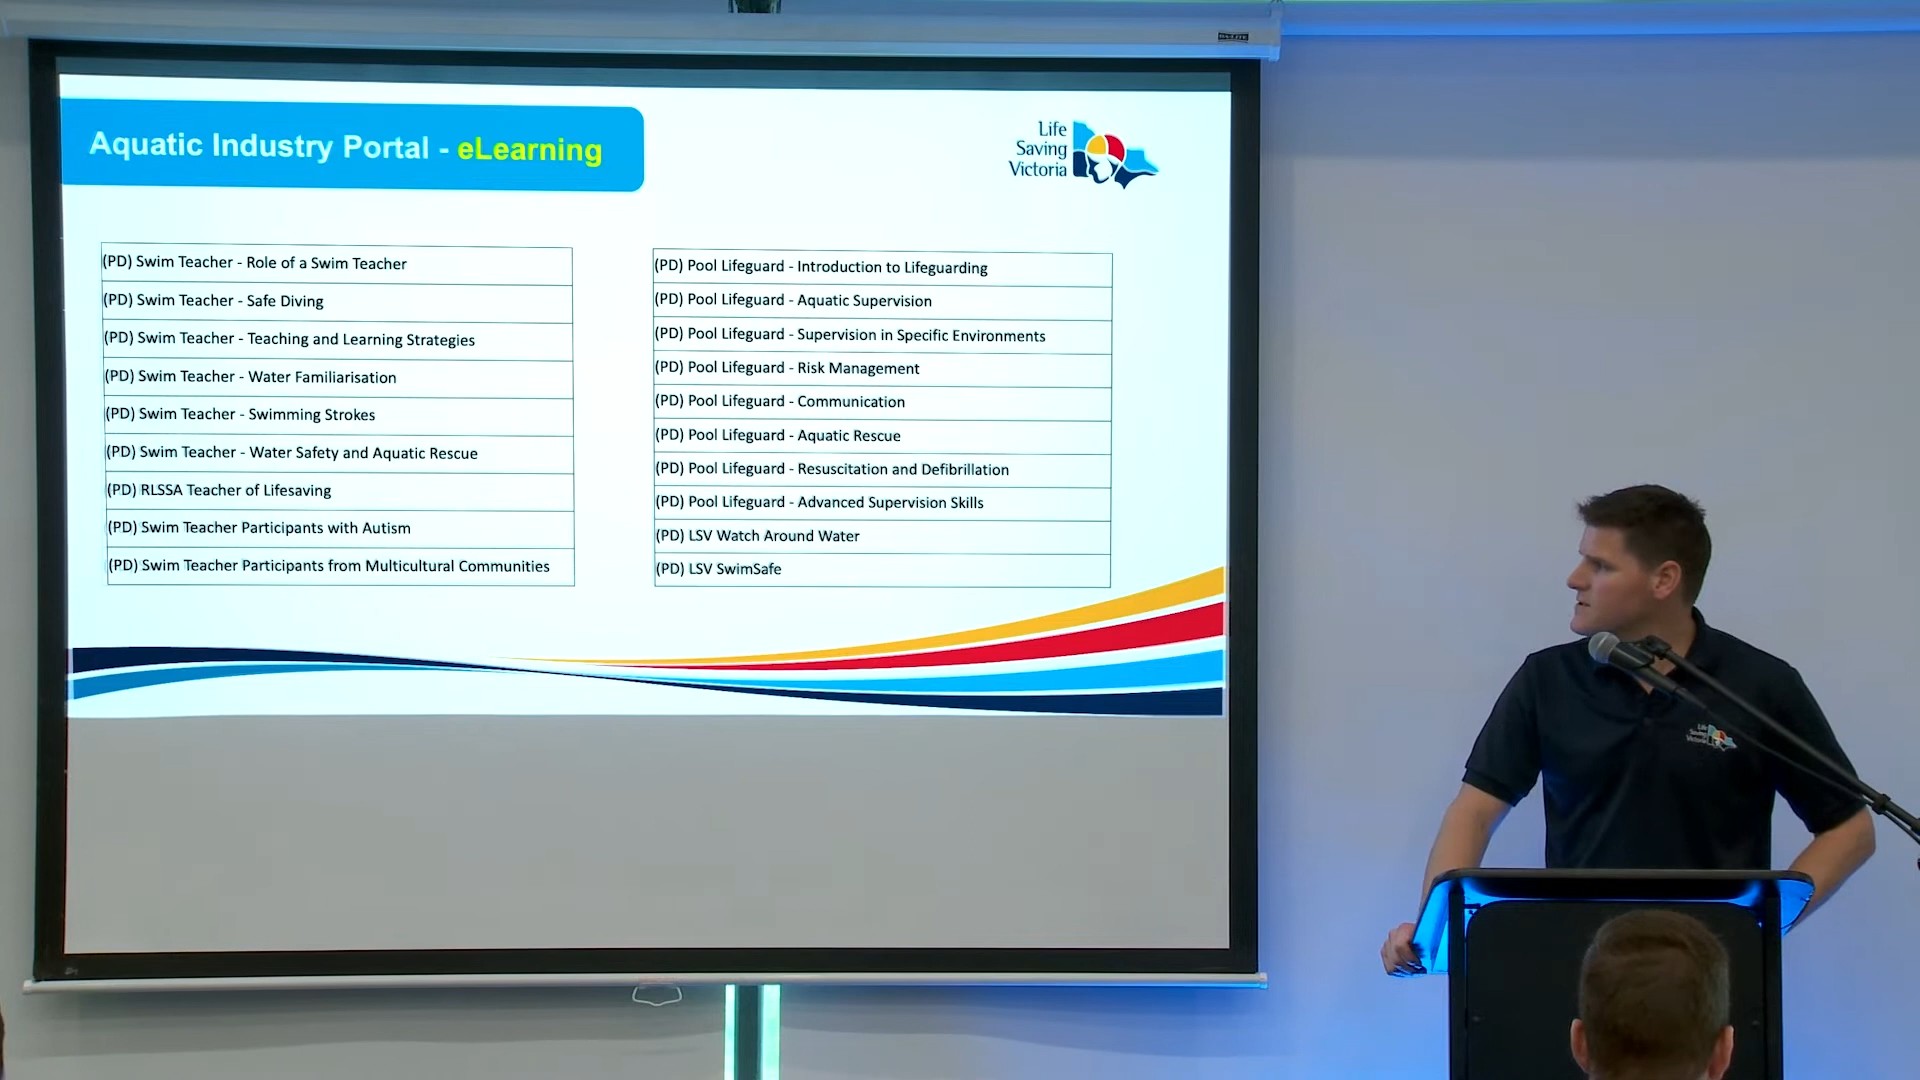 Aquatic Industry Portal - eLearning
Life
Saving
Victoria
(PD) Swim Teacher - Role of a Swim Teacher
(PD) Swim Teacher - Safe Diving
(PD) Swim Teacher - Teaching and Learning Strategies
(PD) Swim Teacher - Water Familiarisation
(PD) Swim Teacher - Swimming Strokes
(PD) Swim Teacher - Water Safety and Aquatic Rescue
(PD) RLSSA Teacher of Lifesaving
(PD) Swim Teacher Participants with Autism
(PD) Swim Teacher Participants from Multicultural Communities
(PD) Pool Lifeguard - Introduction to Lifeguarding
(PD) Pool Lifeguard - Aquatic Supervision
(PD) Pool Lifeguard - Supervision in Specific Environments
(PD) Pool Lifeguard - Risk Management
(PD) Pool Lifeguard - Communication
(PD) Pool Lifeguard - Aquatic Rescue
(PD) Pool Lifeguard - Resuscitation and Defibrillation
(PD) Pool Lifeguard - Advanced Supervision Skills
(PD) LSV Watch Around Water
(PD) LSV SwimSafe
Life
Saving
Victoria